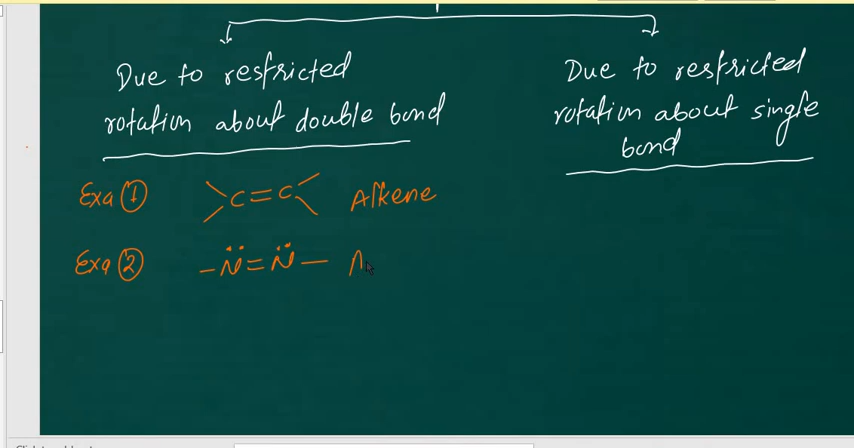 Due to restricted
rotation about double bond
Due to restricted
rotation about single
bond
Exa ① >C=C< Alkene
Exa ② –N̈=N̈– A